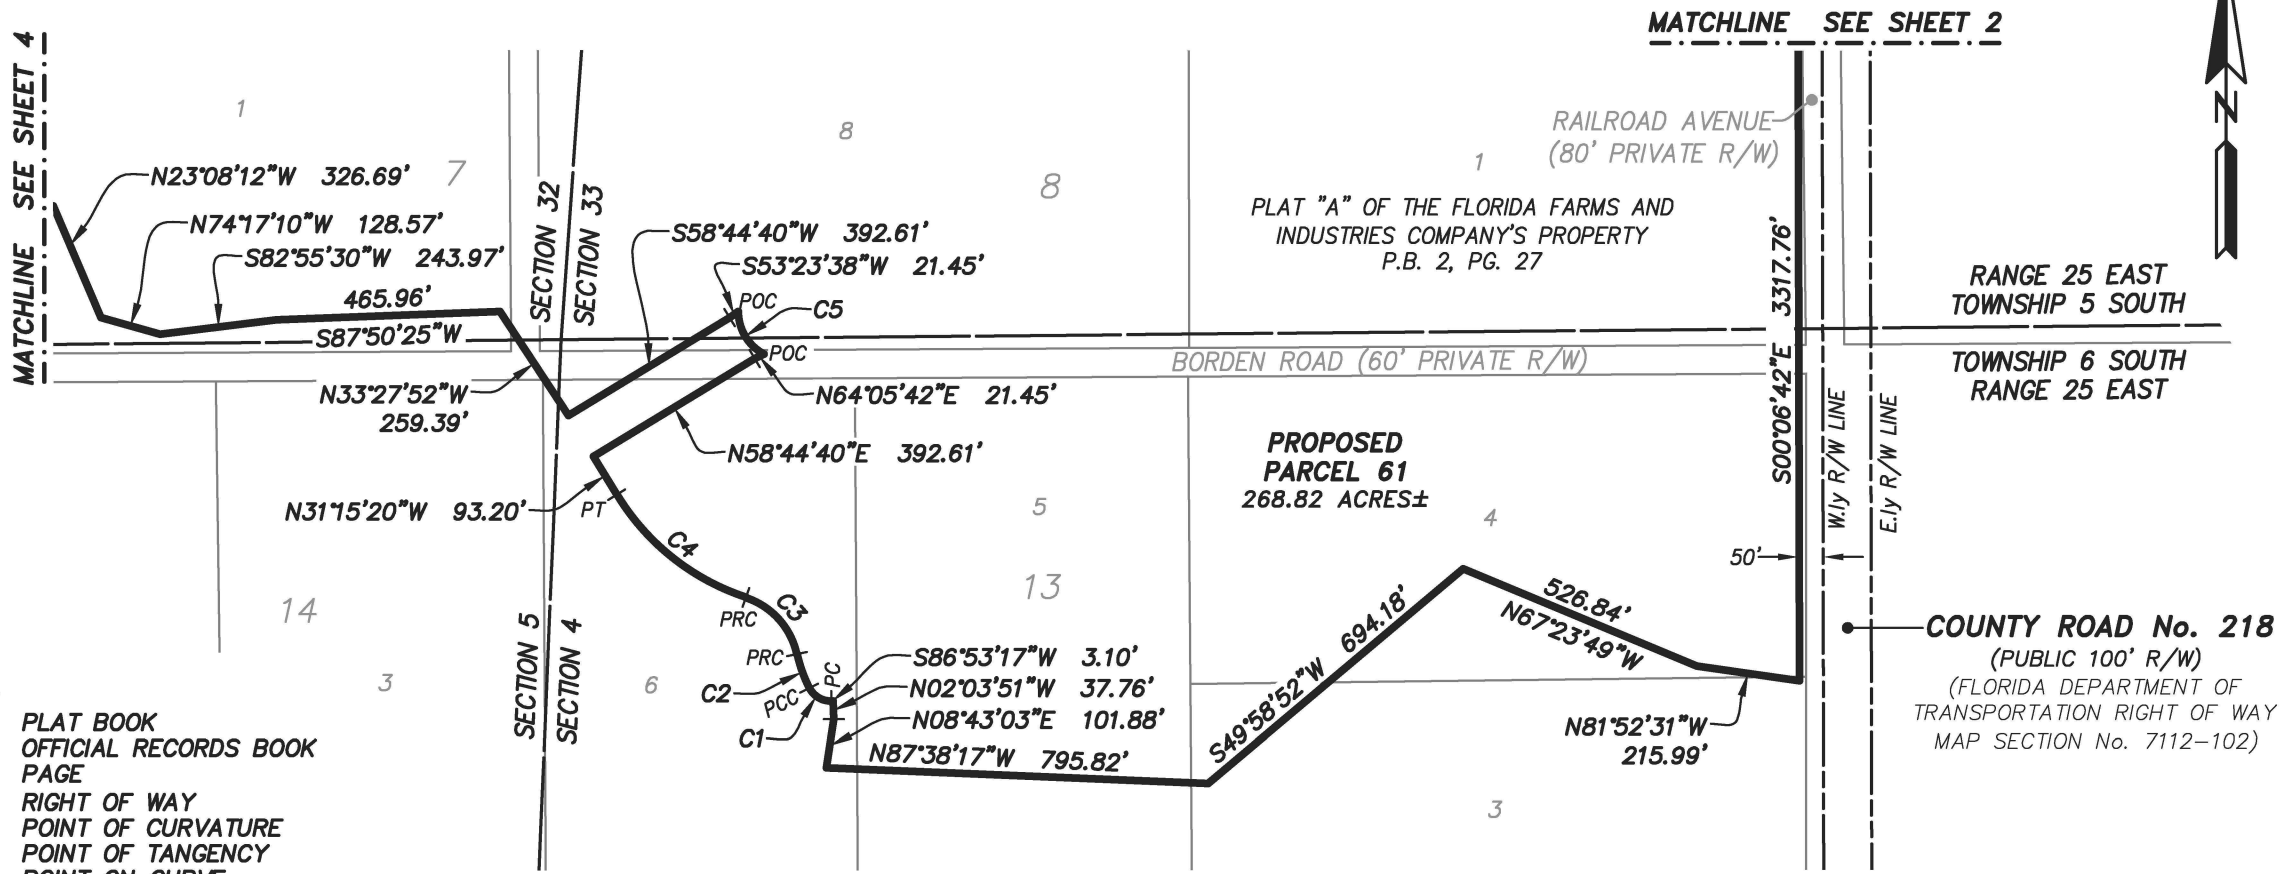 MATCHLINE SEE SHEET 2
MATCHLINE SEE SHEET 4
N
1
8
RAILROAD AVENUE
(80' PRIVATE R/W)
1
7
8
N23°08'12"W 326.69'
N74°17'10"W 128.57'
S82°55'30"W 243.97'
465.96'
S87°50'25"W
SECTION 32
SECTION 33
S58°44'40"W 392.61'
S53°23'38"W 21.45'
POC
C5
POC
PLAT "A" OF THE FLORIDA FARMS AND
INDUSTRIES COMPANY'S PROPERTY
P.B. 2, PG. 27
S00°06'42"E 3317.76'
RANGE 25 EAST
TOWNSHIP 5 SOUTH
TOWNSHIP 6 SOUTH
RANGE 25 EAST
BORDEN ROAD (60' PRIVATE R/W)
N33°27'52"W
259.39'
N64°05'42"E 21.45'
N58°44'40"E 392.61'
PROPOSED
PARCEL 61
268.82 ACRES±
W.ly R/W LINE
E.ly R/W LINE
N31°15'20"W 93.20'
PT
5
4
50'
C4
13
14
PRC
C3
526.84'
N67°23'49"W
S49°58'52"W 694.18'
COUNTY ROAD No. 218
(PUBLIC 100' R/W)
(FLORIDA DEPARTMENT OF
TRANSPORTATION RIGHT OF WAY
MAP SECTION No. 7112-102)
SECTION 5
SECTION 4
3
6
PRC
PC
S86°53'17"W 3.10'
C2
PCC
N02°03'51"W 37.76'
C1
N08°43'03"E 101.88'
N87°38'17"W 795.82'
N81°52'31"W
215.99'
3
PLAT BOOK
OFFICIAL RECORDS BOOK
PAGE
RIGHT OF WAY
POINT OF CURVATURE
POINT OF TANGENCY
POINT ON CURVE